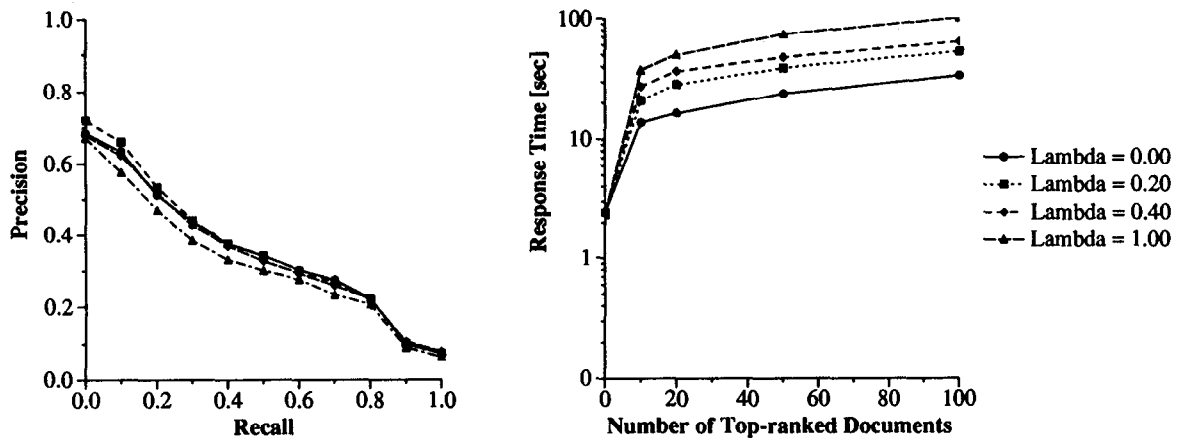 1.0
0.8
0.6
0.4
0.2
0.0
Precision
0.0 0.2 0.4 0.6 0.8 1.0
Recall
100
10
1
0
Response Time [sec]
0 20 40 60 80 100
Number of Top-ranked Documents
Lambda = 0.00
Lambda = 0.20
Lambda = 0.40
Lambda = 1.00